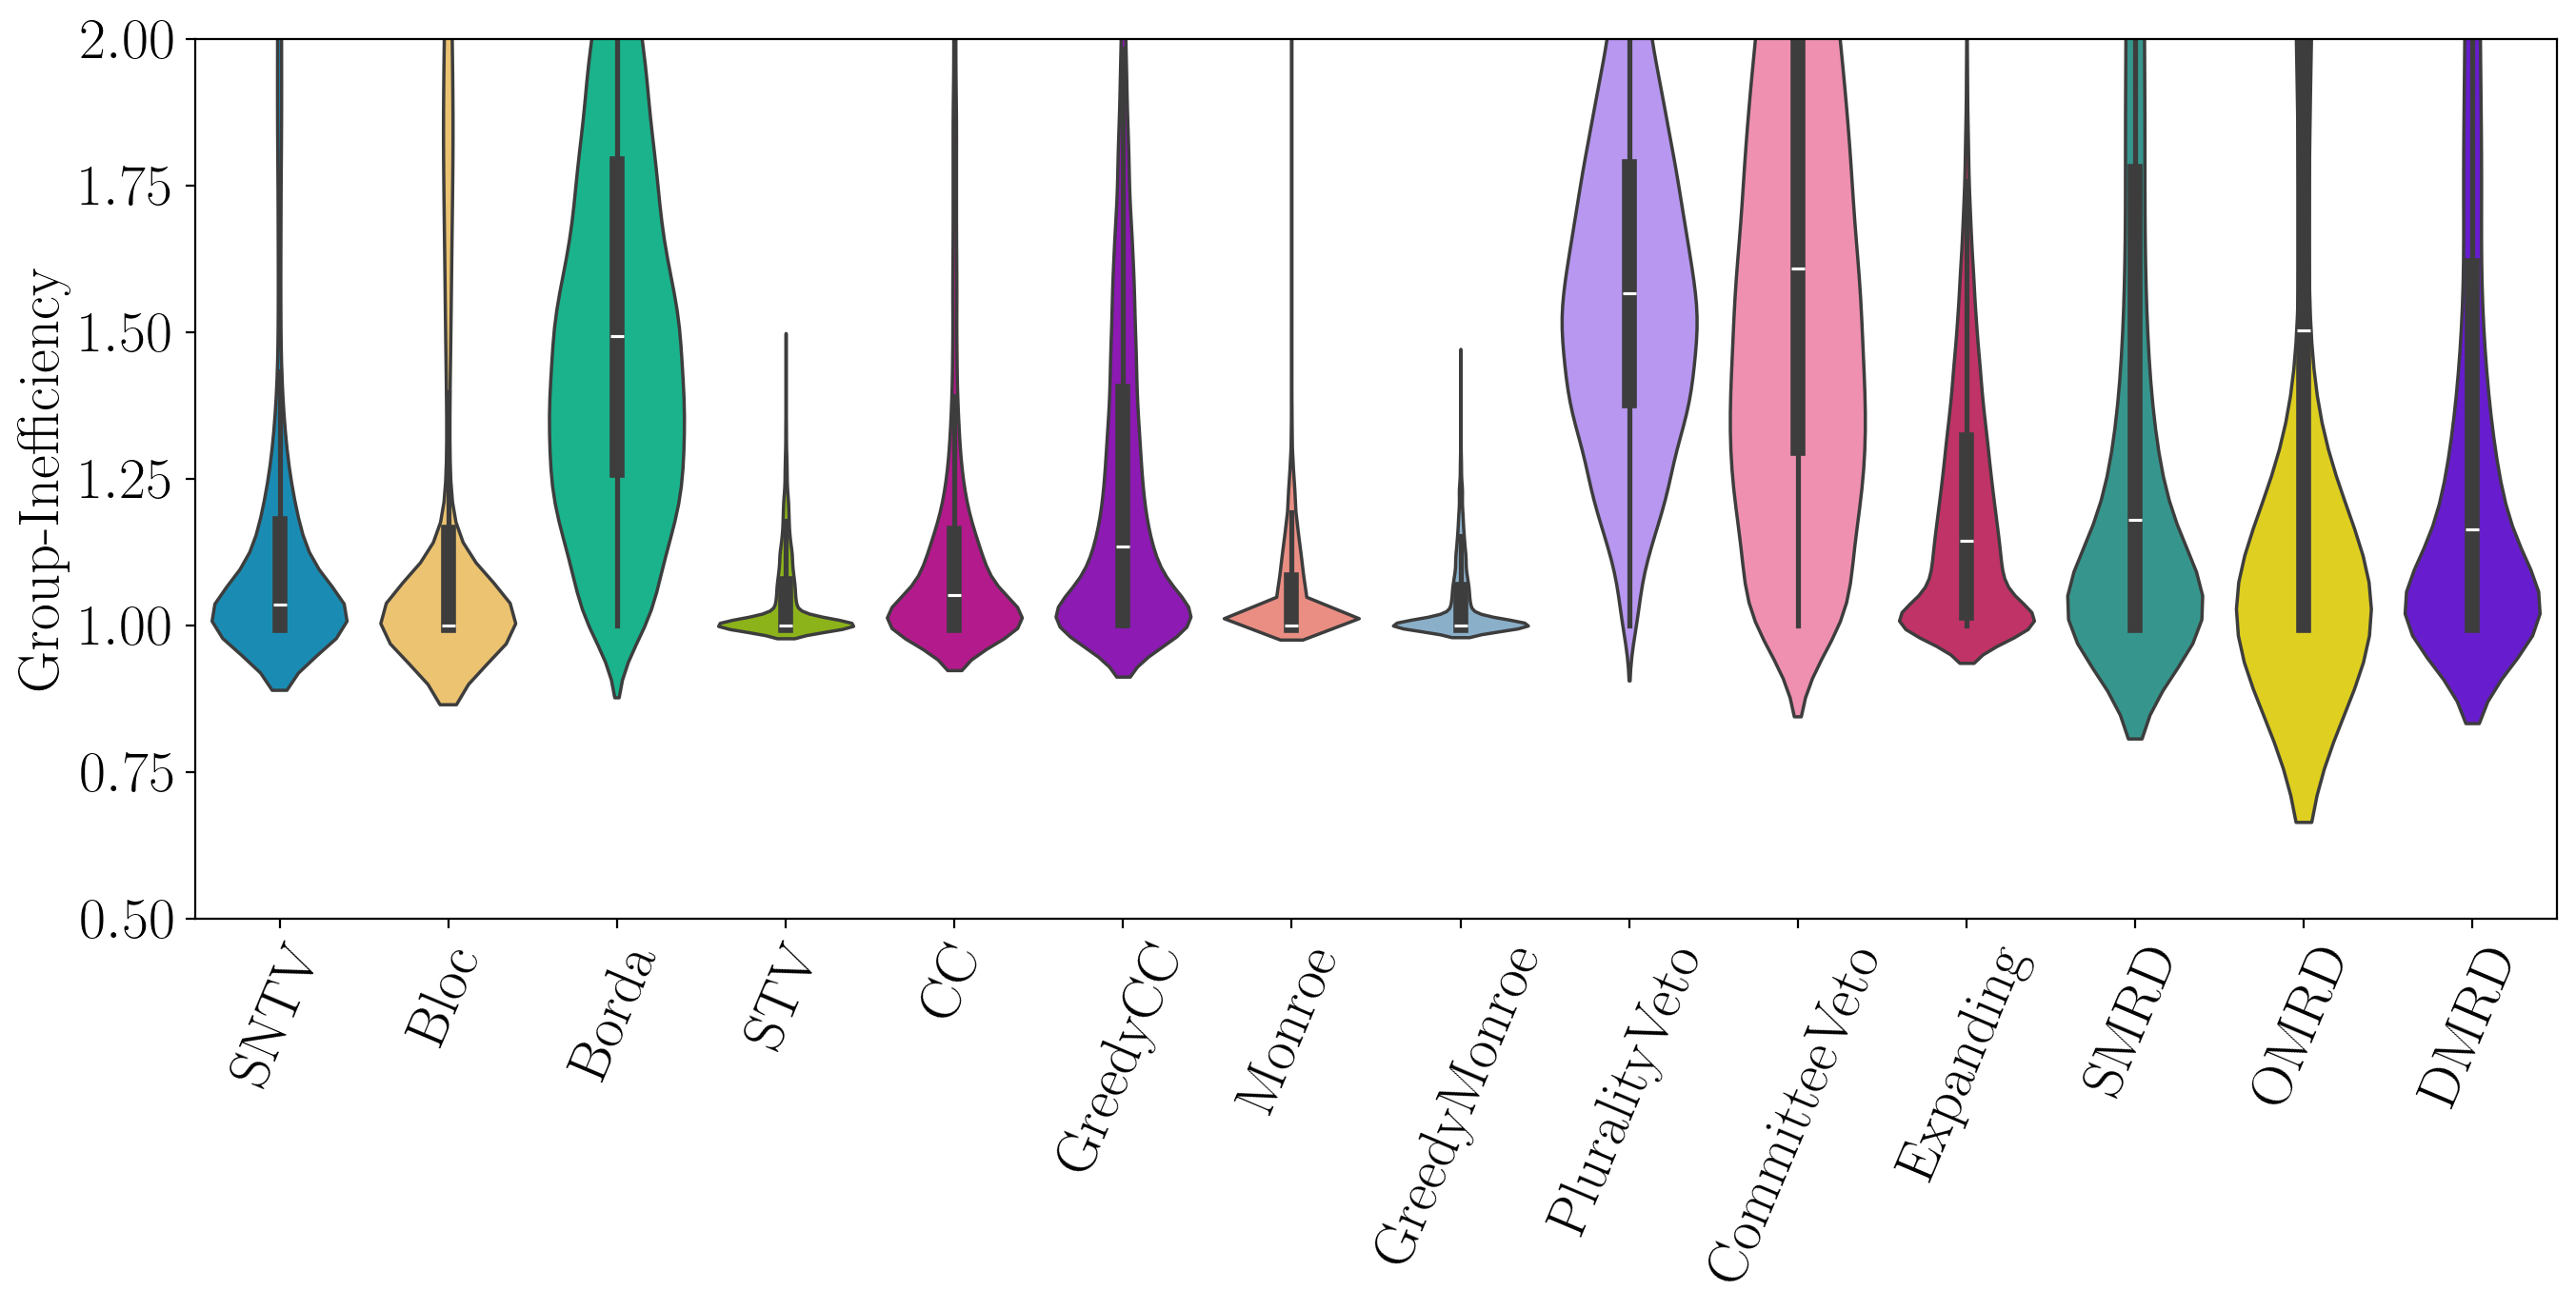 Group-Inefficiency
2.00
1.75
1.50
1.25
1.00
0.75
0.50
SNTV
Bloc
Borda
STV
CC
GreedyCC
Monroe
GreedyMonroe
PluralityVeto
CommitteeVeto
Expanding
SMRD
OMRD
DMRD